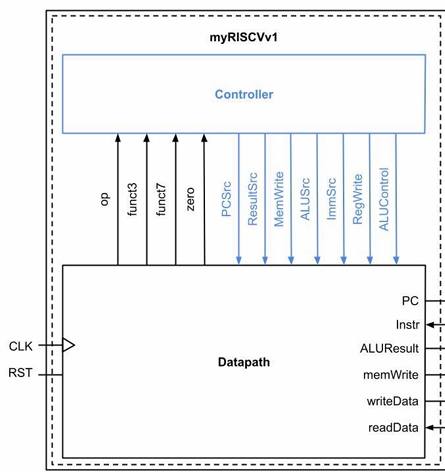 myRISCVv1
Controller
op
funct3
funct7
zero
PCSrc
ResultSrc
MemWrite
ALUSrc
ImmSrc
RegWrite
ALUControl
PC
Instr
CLK
ALUResult
Datapath
RST
memWrite
writeData
readData